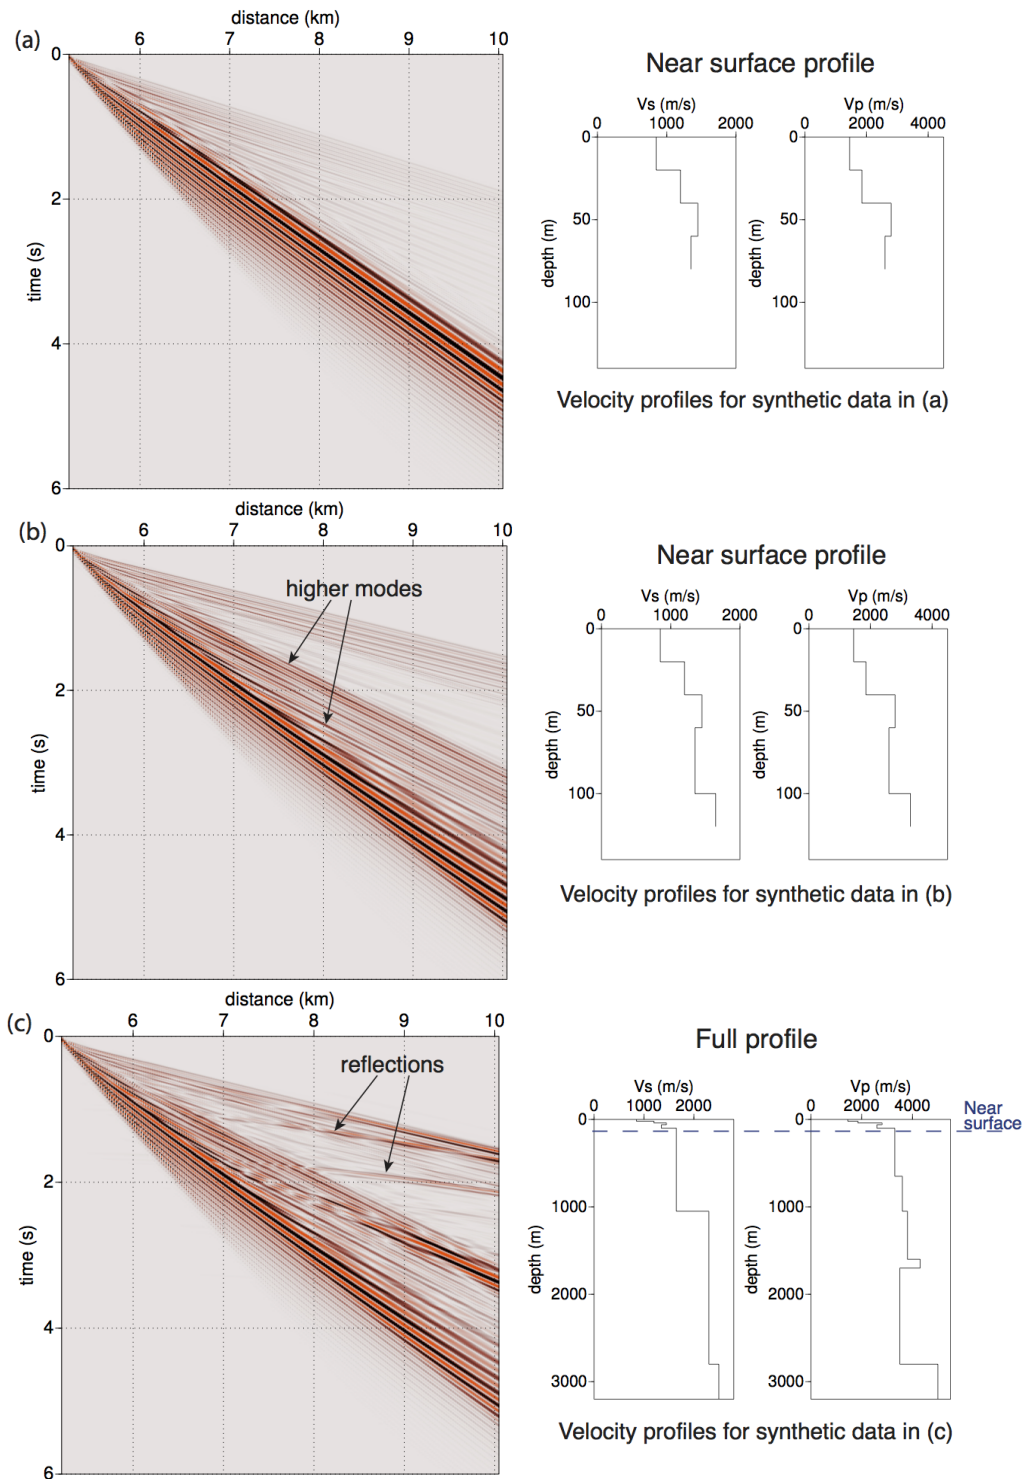 (a)
distance (km)
6 7 8 9 10
0
2
4
6
time (s)
Near surface profile
Vs (m/s)
0 1000 2000
0
50
100
depth (m)
Vp (m/s)
0 2000 4000
0
50
100
depth (m)
Velocity profiles for synthetic data in (a)
(b)
distance (km)
6 7 8 9 10
0
2
4
6
time (s)
higher modes
Near surface profile
Vs (m/s)
0 1000 2000
0
50
100
depth (m)
Vp (m/s)
0 2000 4000
0
50
100
depth (m)
Velocity profiles for synthetic data in (b)
(c)
distance (km)
6 7 8 9 10
0
2
4
6
time (s)
reflections
Full profile
Vs (m/s)
0 1000 2000
0
1000
2000
3000
depth (m)
Vp (m/s)
0 2000 4000
0
1000
2000
3000
depth (m)
Near
surface
Velocity profiles for synthetic data in (c)